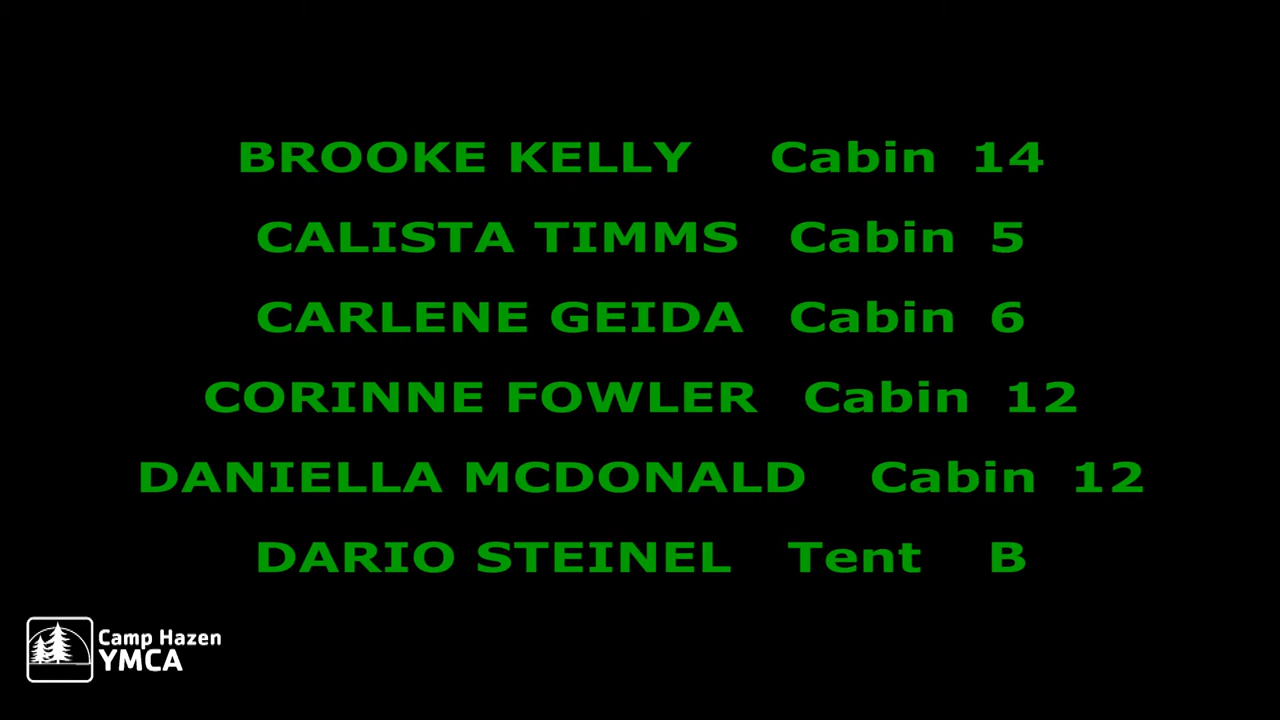 BROOKE KELLY Cabin 14
CALISTA TIMMS Cabin 5
CARLENE GEIDA Cabin 6
CORINNE FOWLER Cabin 12
DANIELLA MCDONALD Cabin 12
DARIO STEINEL Tent B
Camp Hazen
YMCA